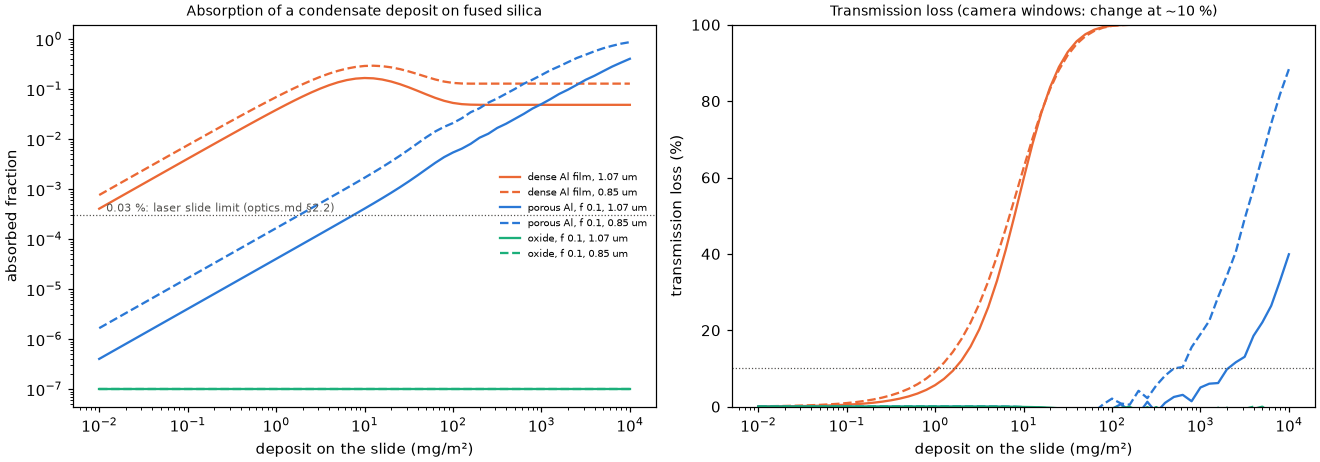 Absorption of a condensate deposit on fused silica
absorbed fraction
10⁰
10⁻¹
10⁻²
10⁻³
10⁻⁴
10⁻⁵
10⁻⁶
10⁻⁷
0.03 %: laser slide limit (optics.md §2.2)
dense Al film, 1.07 um
dense Al film, 0.85 um
porous Al, f 0.1, 1.07 um
porous Al, f 0.1, 0.85 um
oxide, f 0.1, 1.07 um
oxide, f 0.1, 0.85 um
10⁻² 10⁻¹ 10⁰ 10¹ 10² 10³ 10⁴
deposit on the slide (mg/m²)
Transmission loss (camera windows: change at ~10 %)
transmission loss (%)
100
80
60
40
20
0
10⁻² 10⁻¹ 10⁰ 10¹ 10² 10³ 10⁴
deposit on the slide (mg/m²)